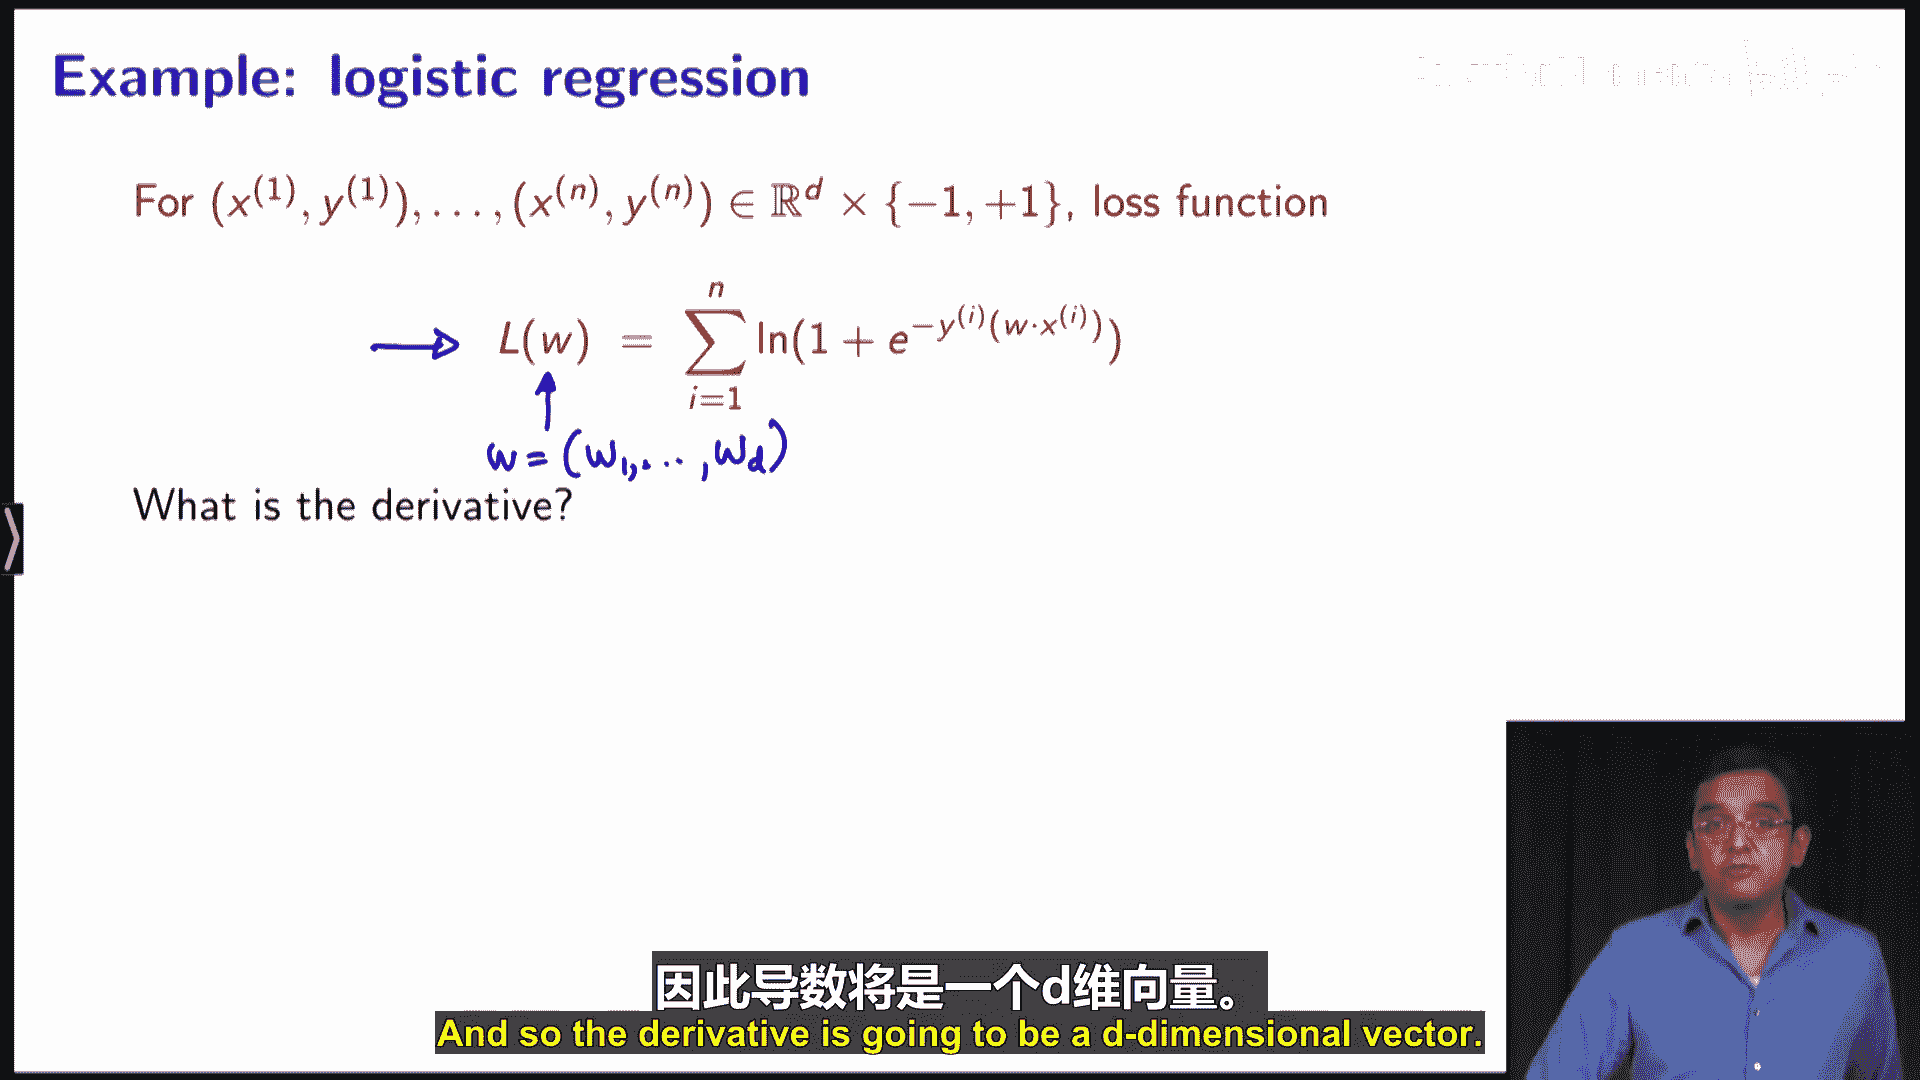 Example: logistic regression
For (x^(1), y^(1)), . . . , (x^(n), y^(n)) ∈ ℝ^d × {−1, +1}, loss function
L(w) = ∑_{i=1}^{n} ln(1 + e^{−y^(i)(w·x^(i))})
w = (w₁, . . . , w_d)
What is the derivative?
因此导数将是一个d维向量。
And so the derivative is going to be a d-dimensional vector.